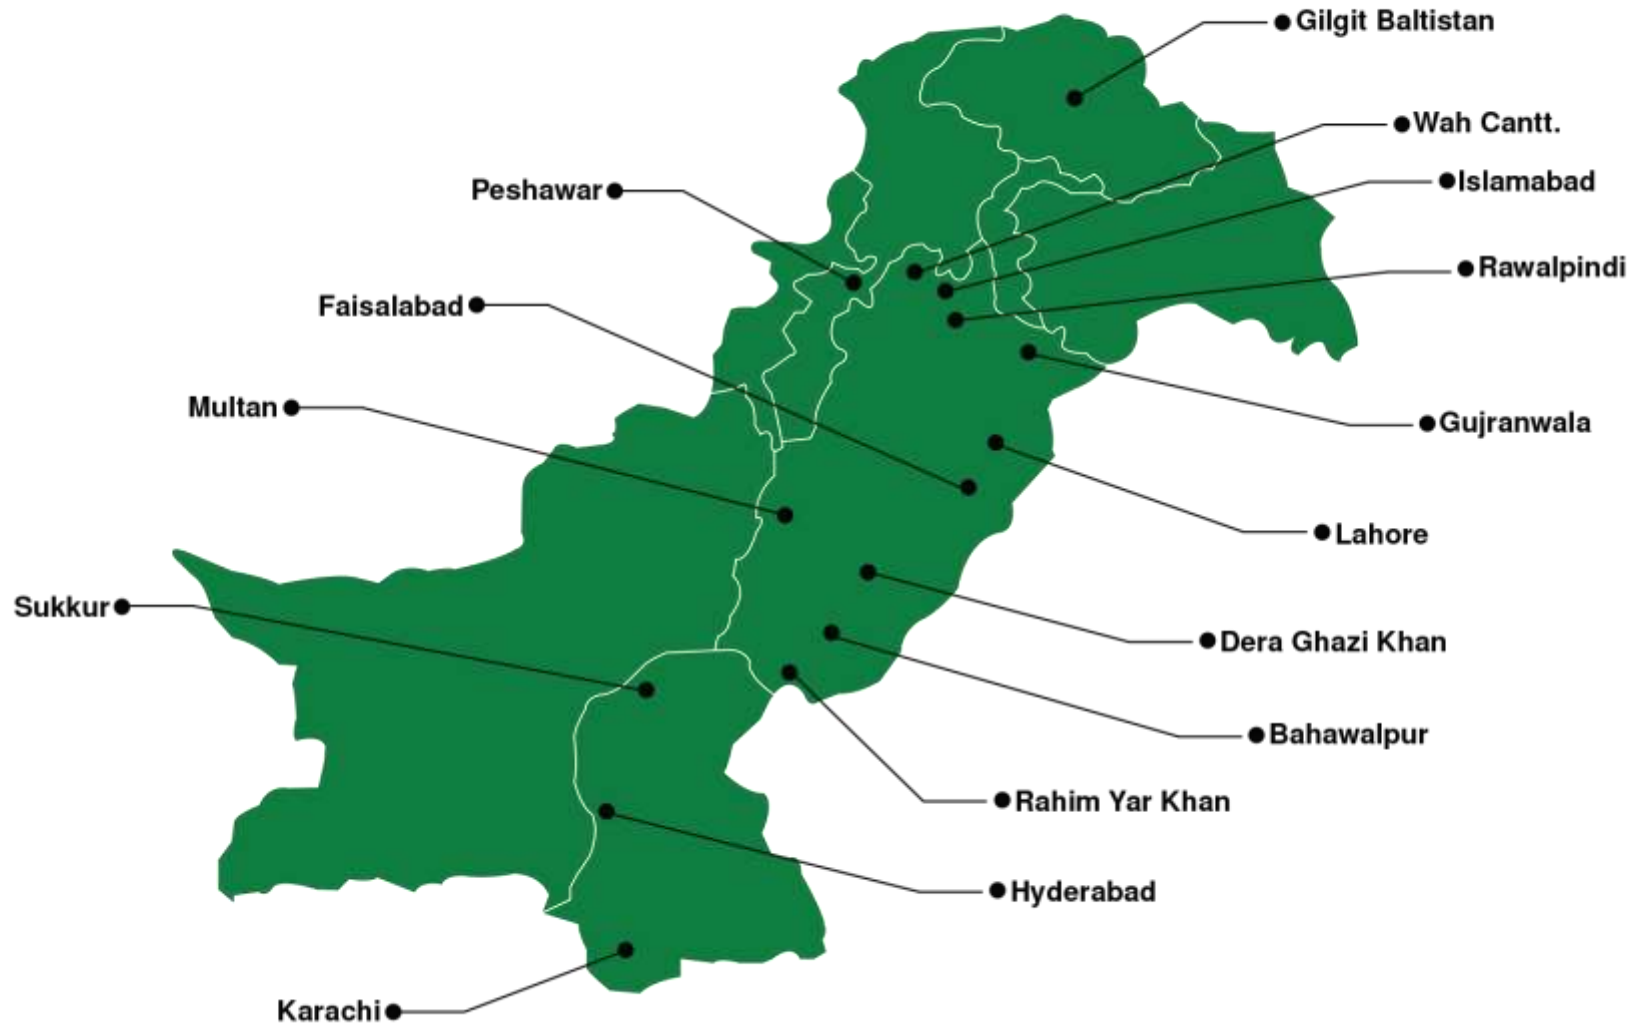 Gilgit Baltistan
Wah Cantt.
Islamabad
Peshawar
Rawalpindi
Faisalabad
Multan
Gujranwala
Lahore
Sukkur
Dera Ghazi Khan
Bahawalpur
Rahim Yar Khan
Hyderabad
Karachi